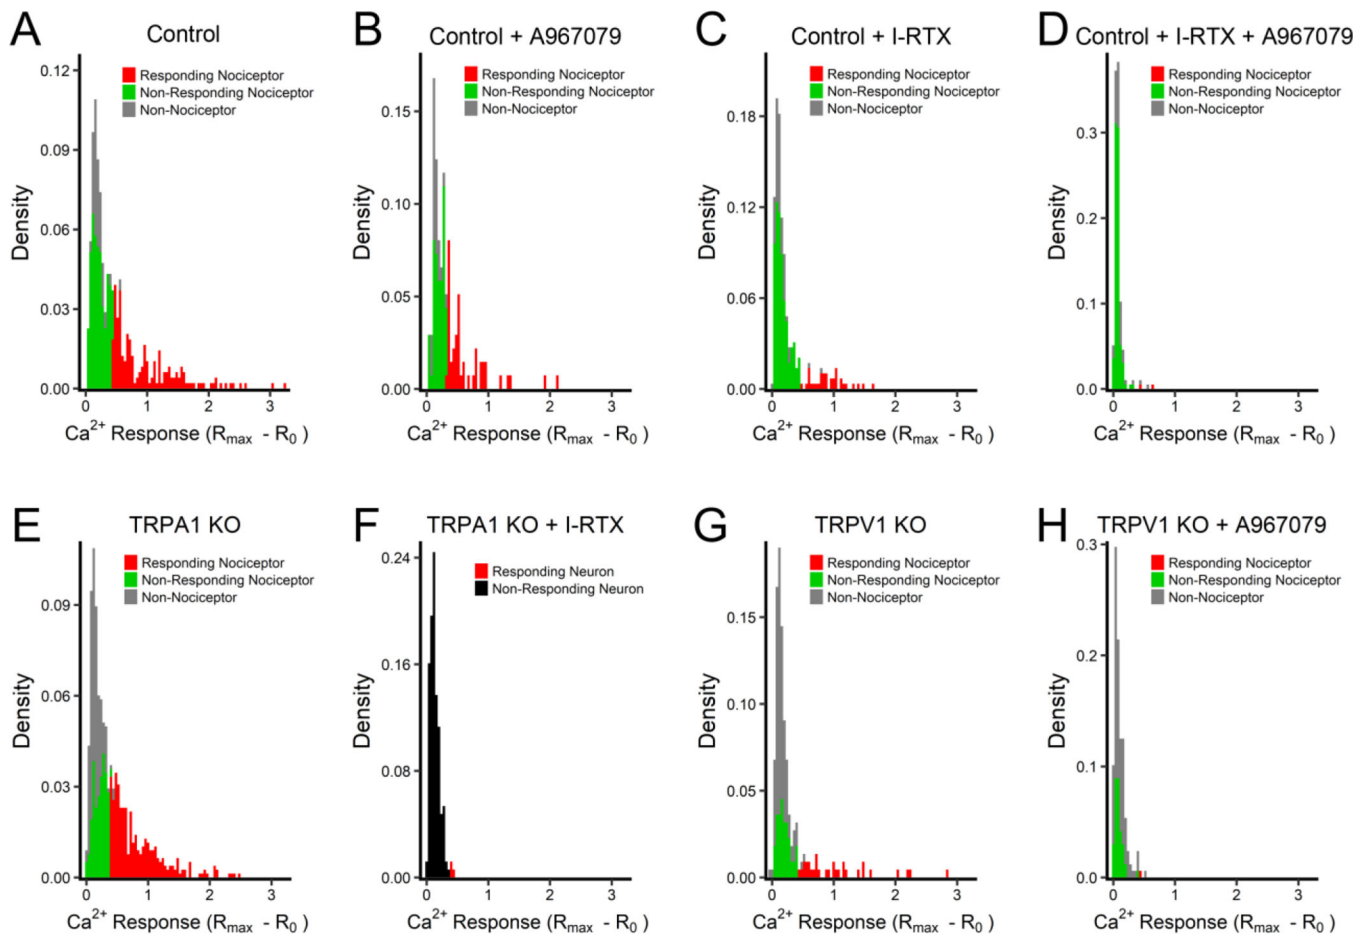 A
Control
Responding Nociceptor
Non-Responding Nociceptor
Non-Nociceptor
0.12
0.09
0.06
0.03
0.00
Density
0 1 2 3
Ca²⁺ Response (Rmax - R0 )
B
Control + A967079
Responding Nociceptor
Non-Responding Nociceptor
Non-Nociceptor
0.15
0.10
0.05
0.00
Density
0 1 2 3
Ca²⁺ Response (Rmax - R0 )
C
Control + I-RTX
Responding Nociceptor
Non-Responding Nociceptor
Non-Nociceptor
0.18
0.12
0.06
0.00
Density
0 1 2 3
Ca²⁺ Response (Rmax - R0 )
D
Control + I-RTX + A967079
Responding Nociceptor
Non-Responding Nociceptor
Non-Nociceptor
0.3
0.2
0.1
0.0
Density
0 1 2 3
Ca²⁺ Response (Rmax - R0 )
E
TRPA1 KO
Responding Nociceptor
Non-Responding Nociceptor
Non-Nociceptor
0.09
0.06
0.03
0.00
Density
0 1 2 3
Ca²⁺ Response (Rmax - R0 )
F
TRPA1 KO + I-RTX
Responding Neuron
Non-Responding Neuron
0.24
0.16
0.08
0.00
Density
0 1 2 3
Ca²⁺ Response (Rmax - R0 )
G
TRPV1 KO
Responding Nociceptor
Non-Responding Nociceptor
Non-Nociceptor
0.15
0.10
0.05
0.00
Density
0 1 2 3
Ca²⁺ Response (Rmax - R0 )
H
TRPV1 KO + A967079
Responding Nociceptor
Non-Responding Nociceptor
Non-Nociceptor
0.3
0.2
0.1
0.0
Density
0 1 2 3
Ca²⁺ Response (Rmax - R0 )